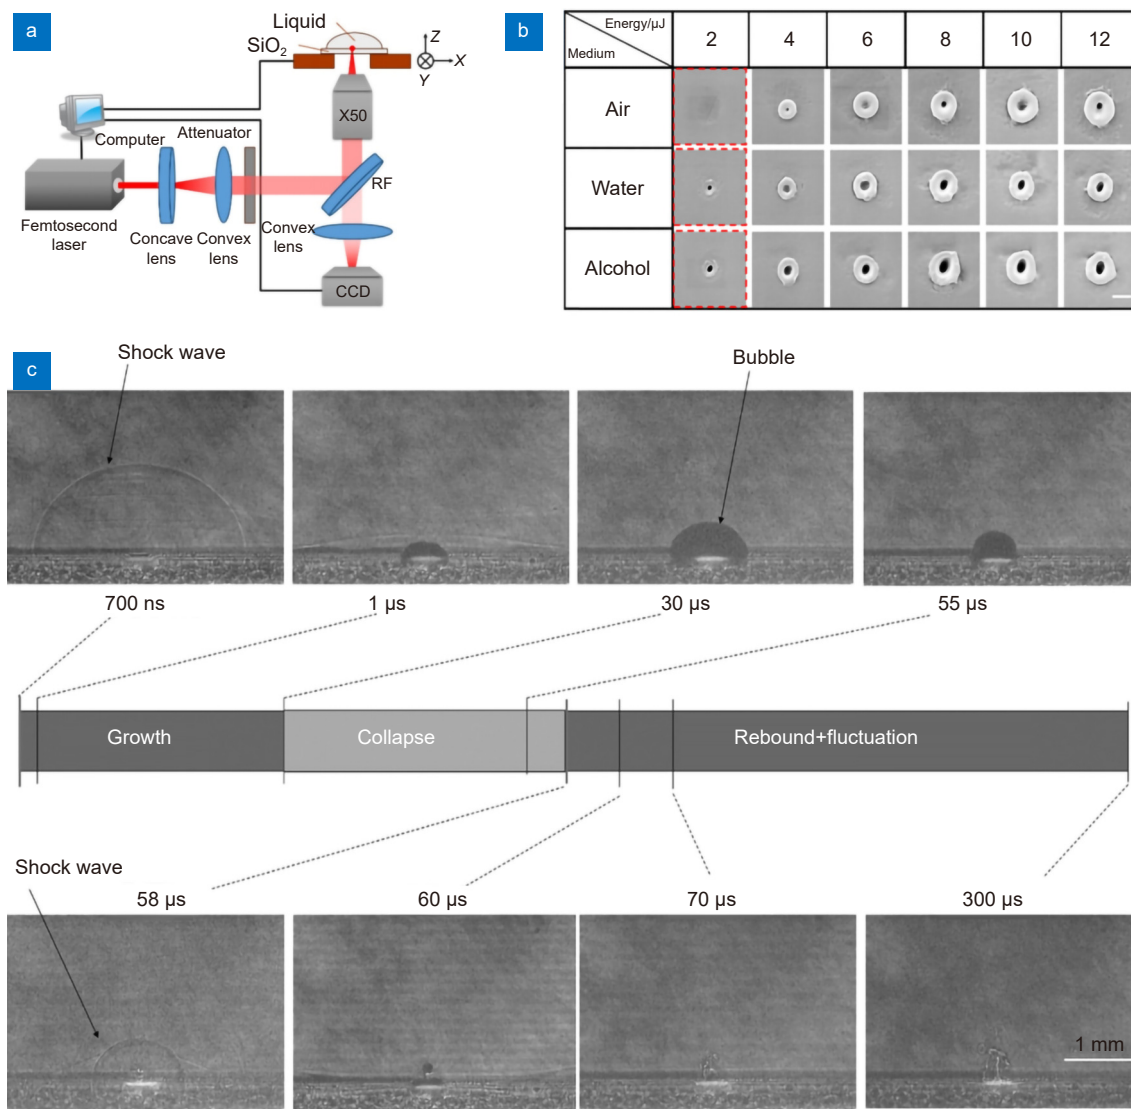 a
Liquid
SiO2
Z
X
Y
X50
Computer
Attenuator
RF
Femtosecond
laser
Concave
lens
Convex
lens
Convex
lens
CCD
b
Energy/μJ
Medium
2 4 6 8 10 12
Air
Water
Alcohol
c
Shock wave
Bubble
700 ns 1 μs 30 μs 55 μs
Growth Collapse Rebound+fluctuation
Shock wave
58 μs 60 μs 70 μs 300 μs
1 mm